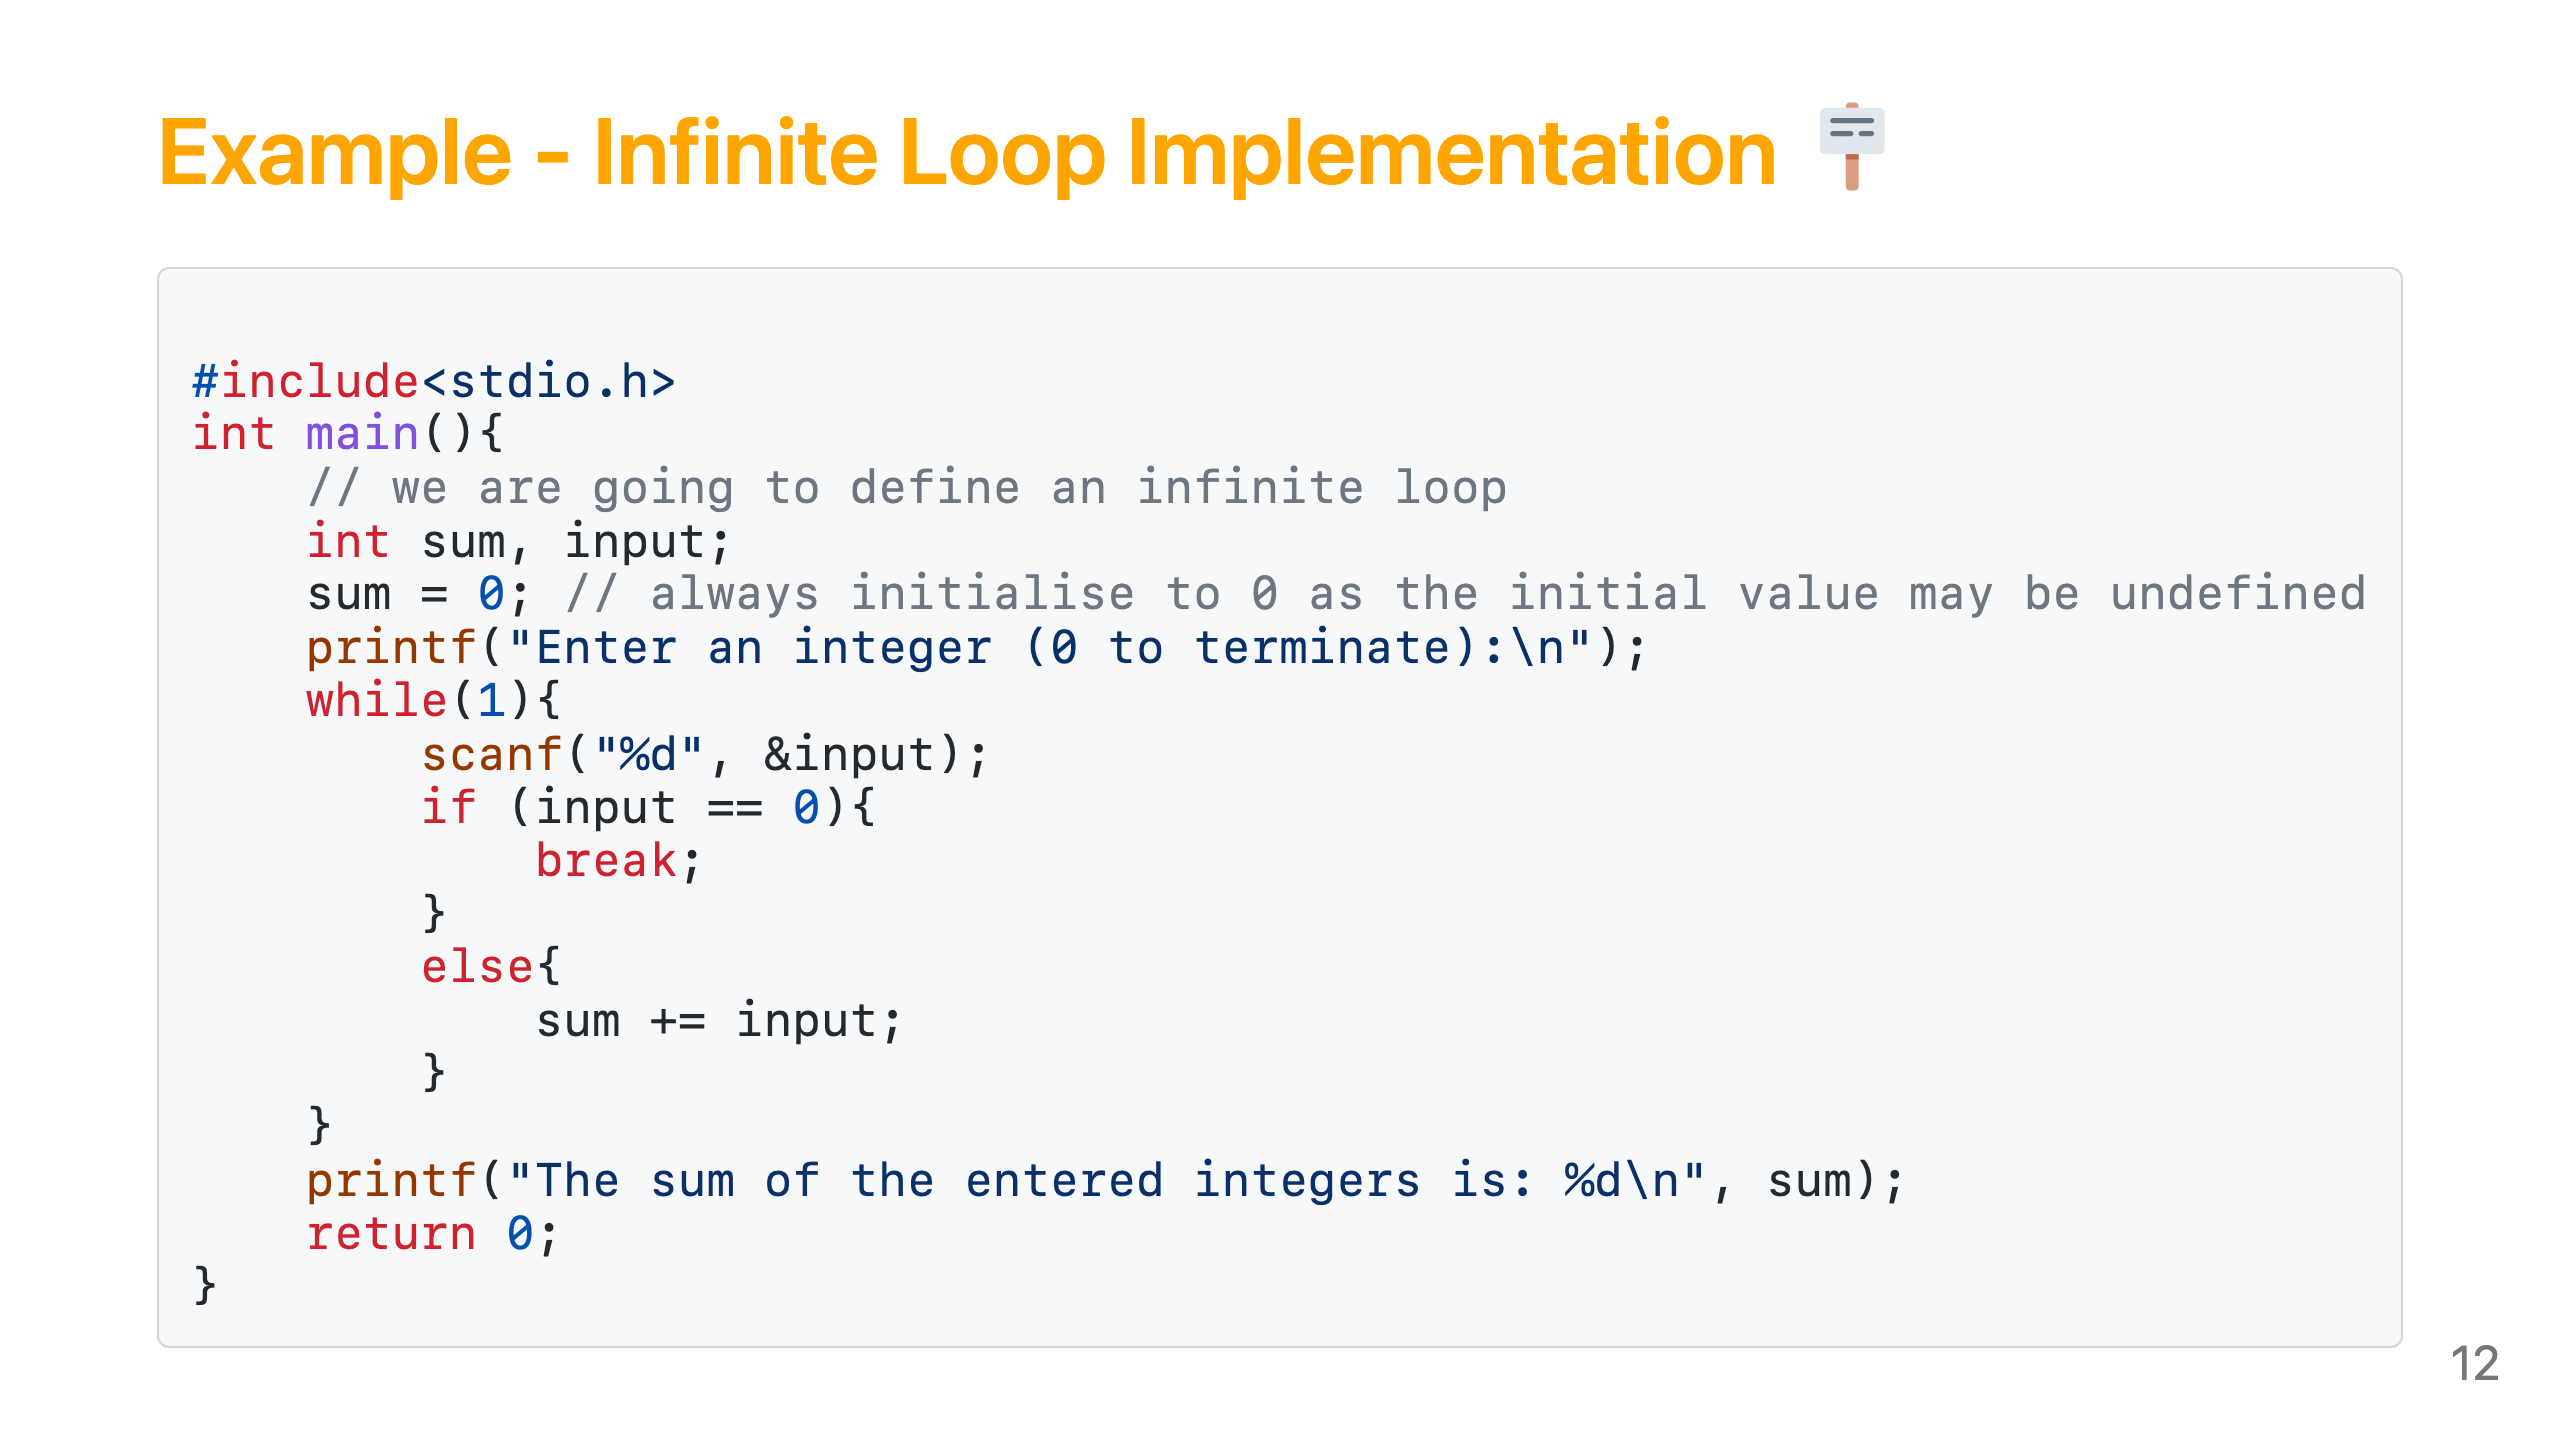 Example - Infinite Loop Implementation
#include<stdio.h>
int main(){
    // we are going to define an infinite loop
    int sum, input;
    sum = 0; // always initialise to 0 as the initial value may be undefined
    printf("Enter an integer (0 to terminate):\n");
    while(1){
        scanf("%d", &input);
        if (input == 0){
            break;
        }
        else{
            sum += input;
        }
    }
    printf("The sum of the entered integers is: %d\n", sum);
    return 0;
}
12